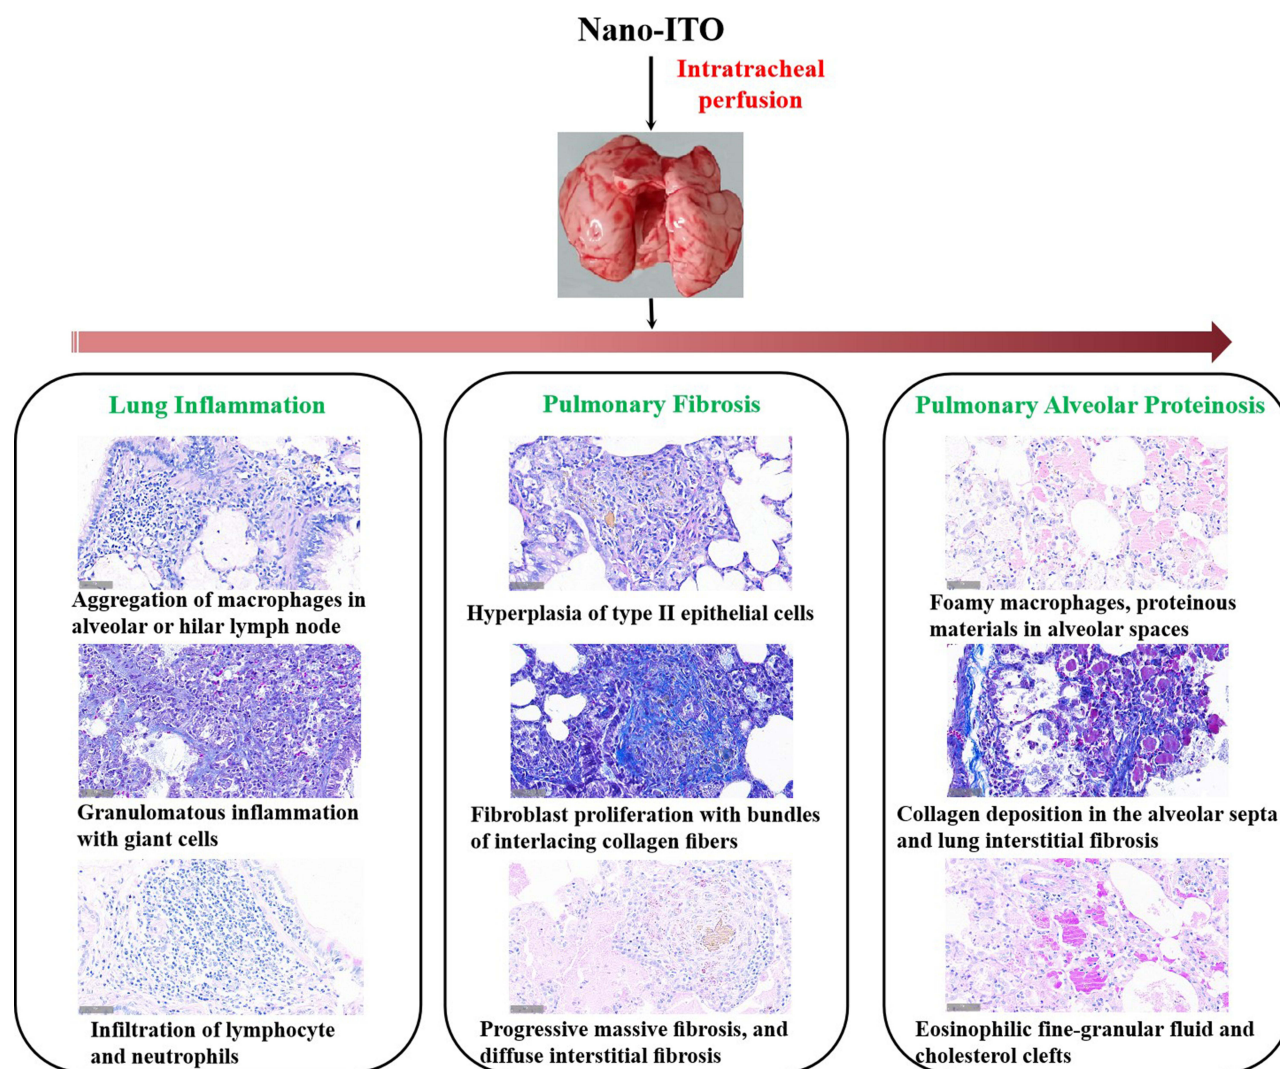 Nano-ITO
Intratracheal
perfusion
Lung Inflammation
Aggregation of macrophages in
alveolar or hilar lymph node
Granulomatous inflammation
with giant cells
Infiltration of lymphocyte
and neutrophils
Pulmonary Fibrosis
Hyperplasia of type II epithelial cells
Fibroblast proliferation with bundles
of interlacing collagen fibers
Progressive massive fibrosis, and
diffuse interstitial fibrosis
Pulmonary Alveolar Proteinosis
Foamy macrophages, proteinous
materials in alveolar spaces
Collagen deposition in the alveolar septa
and lung interstitial fibrosis
Eosinophilic fine-granular fluid and
cholesterol clefts